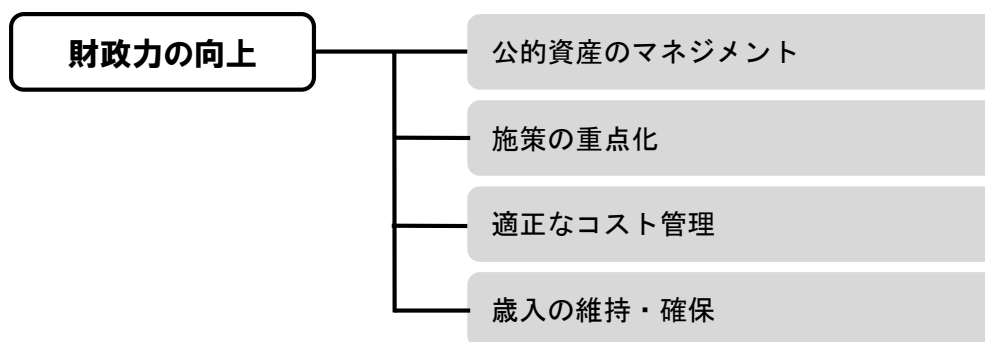 財政力の向上
公的資産のマネジメント
施策の重点化
適正なコスト管理
歳入の維持・確保